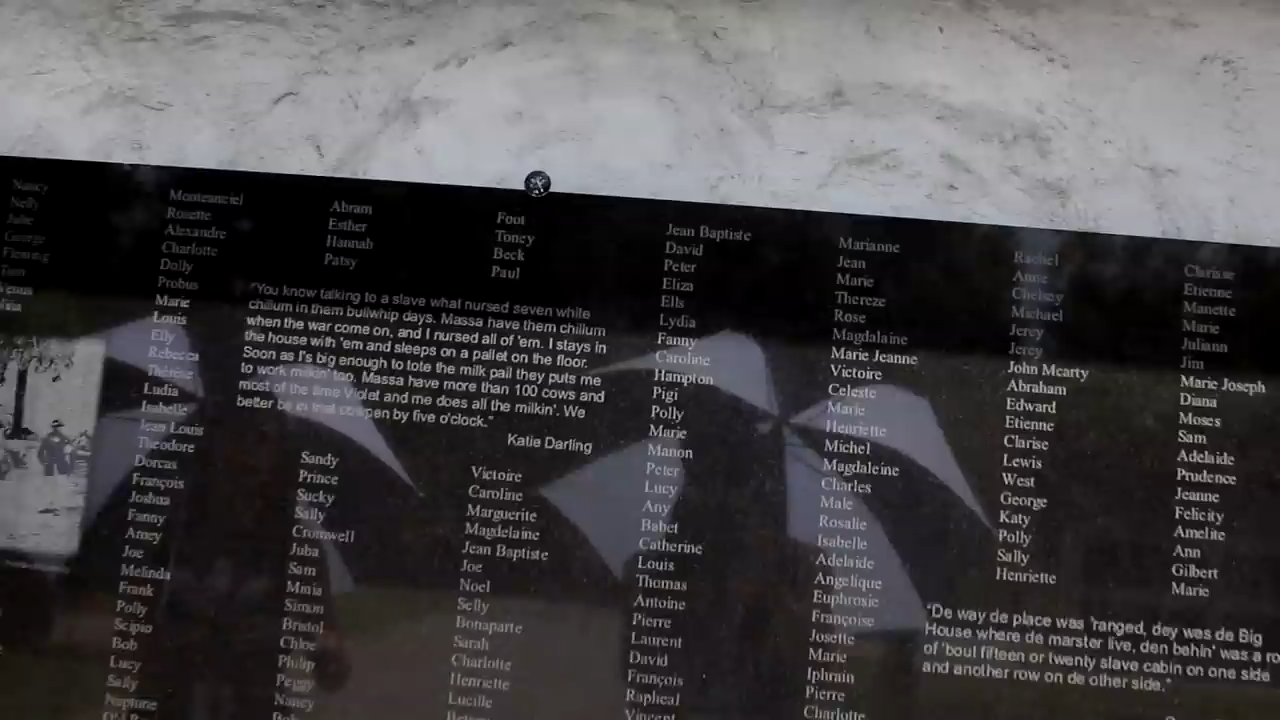 Nancy
Nelly
Julie
George
Fleming
Tom
Venus
Monteanciel
Rosette
Alexandre
Charlotte
Dolly
Probus
Marie
Louis
Elly
Rebecca
Thérèse
Ludia
Isabelle
Jean Louis
Theodore
Dorcas
François
Joshua
Fanny
Amey
Joe
Melinda
Frank
Polly
Scipio
Bob
Lucy
Sally
Neptune
Abram
Esther
Hannah
Patsy
Foot
Toney
Beck
Paul
"You know talking to a slave what nursed seven white
chillum in them bullwhip days. Massa have them chillum
when the war come on, and I nursed all of 'em. I stays in
the house with 'em and sleeps on a pallet on the floor.
Soon as I's big enough to tote the milk pail they puts me
to work milkin' too. Massa have more than 100 cows and
most of the time Violet and me does all the milkin'. We
better be in that cowpen by five o'clock."
Katie Darling
Sandy
Prince
Sucky
Sally
Cromwell
Juba
Sam
Mmia
Simon
Bristol
Chloe
Philip
Peggy
Nancy
Victoire
Caroline
Marguerite
Magdelaine
Jean Baptiste
Joe
Noel
Selly
Bonaparte
Sarah
Charlotte
Henriette
Lucille
Jean Baptiste
David
Peter
Eliza
Ells
Lydia
Fanny
Caroline
Hampton
Pigi
Polly
Marie
Manon
Peter
Lucy
Any
Babet
Catherine
Louis
Thomas
Antoine
Pierre
Laurent
David
François
Rapheal
Vincent
Marianne
Jean
Marie
Thereze
Rose
Magdalaine
Marie Jeanne
Victoire
Celeste
Marie
Henriette
Michel
Magdaleine
Charles
Male
Rosalie
Isabelle
Adelaide
Angelique
Euphrosie
Françoise
Josette
Marie
Iphrain
Pierre
Charlotte
Rachel
Anne
Chelsey
Michael
Jerey
Jerey
John Mcarty
Abraham
Edward
Etienne
Clarise
Lewis
West
George
Katy
Polly
Sally
Henriette
Clarisse
Etienne
Manette
Marie
Juliann
Jim
Marie Joseph
Diana
Moses
Sam
Adelaide
Prudence
Jeanne
Felicity
Amelite
Ann
Gilbert
Marie
"De way de place was 'ranged, dey was de Big
House where de marster live, den behin' was a
of 'bout fifteen or twenty slave cabin on one side
and another row on de other side."